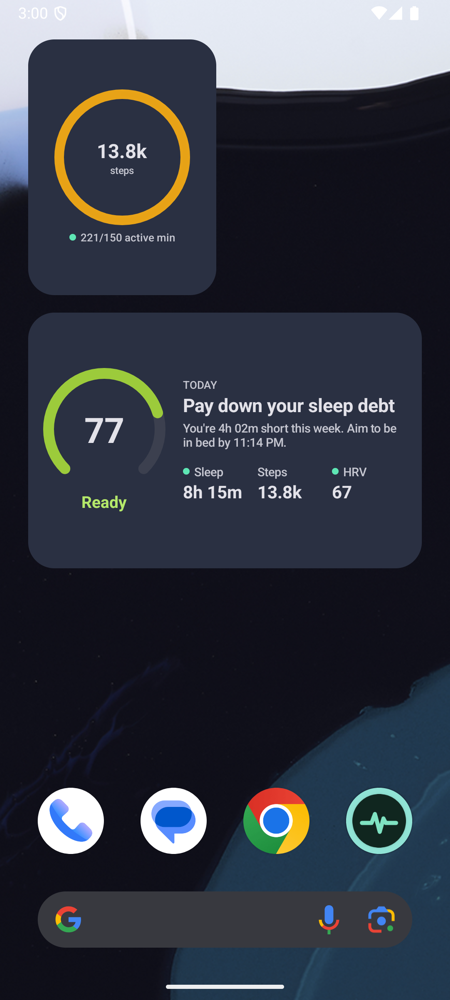 3:00
13.8k
steps
221/150 active min
77
Ready
TODAY
Pay down your sleep debt
You're 4h 02m short this week. Aim to be
in bed by 11:14 PM.
Sleep Steps HRV
8h 15m 13.8k 67